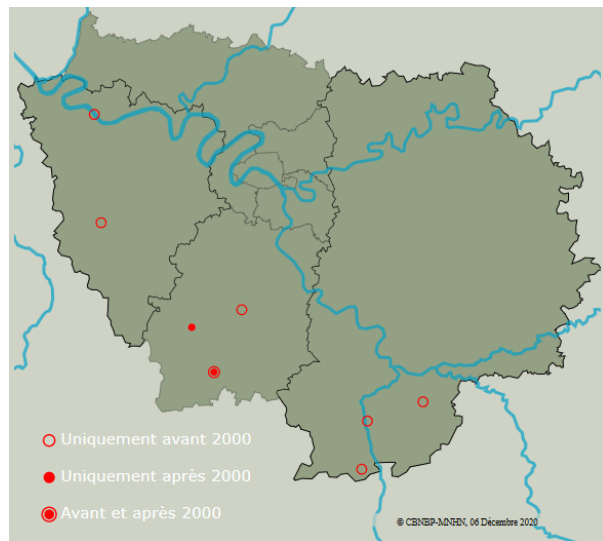 Uniquement avant 2000
Uniquement après 2000
Avant et après 2000
© CBNBP-MNHN, 06 Décembre 2020